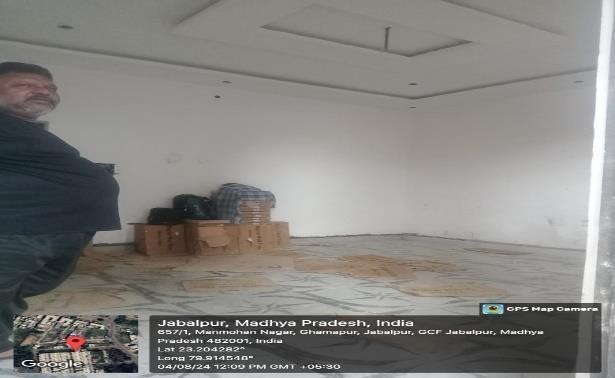 GPS Map Camera
Jabalpur, Madhya Pradesh, India
657/1, Manmohan Nagar, Ghamapur, Jabalpur, GCF Jabalpur, Madhya
Pradesh 482001, India
Lat 23.204282°
Long 79.914548°
04/08/24 12:09 PM GMT +05:30
Google